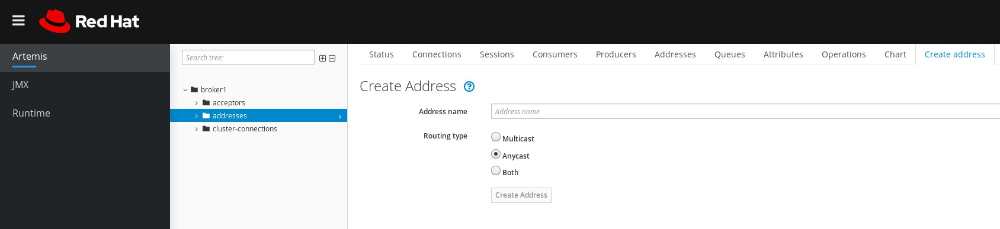 Red Hat
Artemis
JMX
Runtime
Search tree:
broker1
acceptors
addresses
cluster-connections
Status Connections Sessions Consumers Producers Addresses Queues Attributes Operations Chart Create address
Create Address
Address name
Address name
Routing type
Multicast
Anycast
Both
Create Address